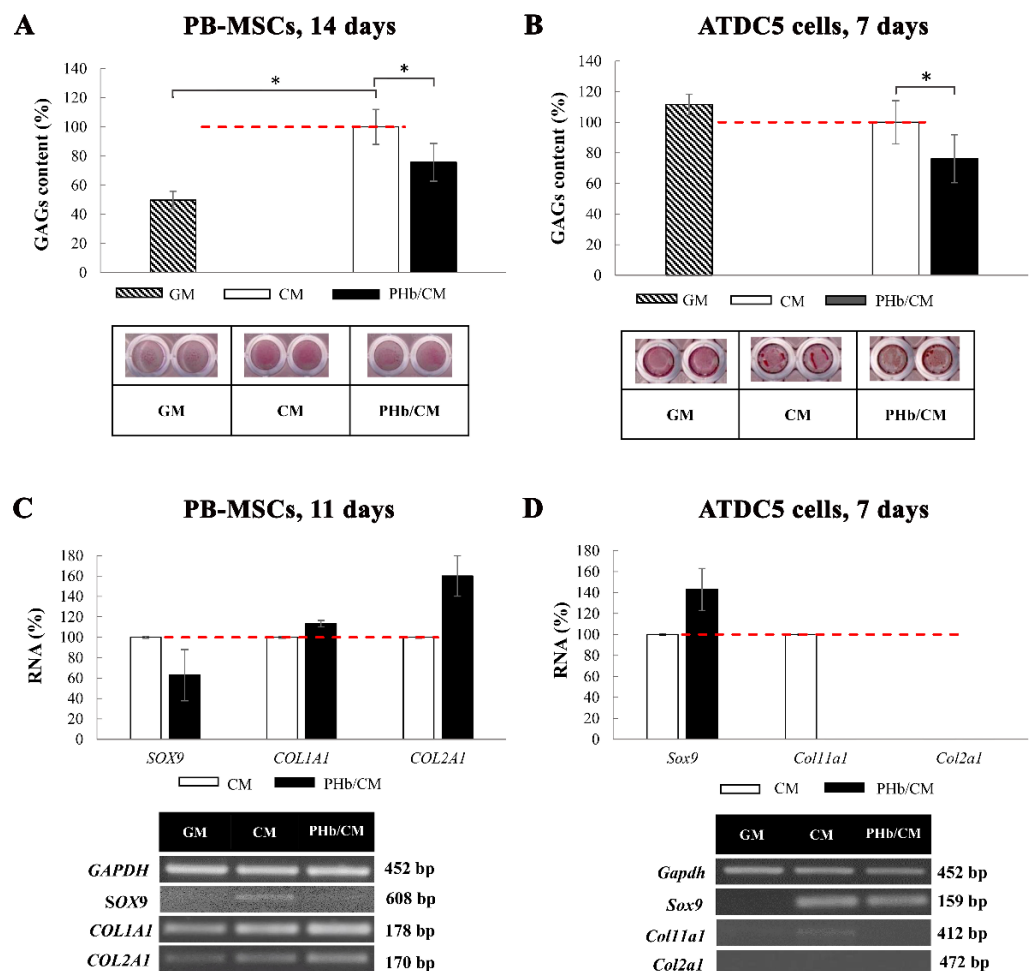 A PB-MSCs, 14 days
GAGs content (%)
140
120
100
80
60
40
20
0
*
*
GM CM PHb/CM
GM CM PHb/CM
B ATDC5 cells, 7 days
GAGs content (%)
140
120
100
80
60
40
20
0
*
GM CM PHb/CM
GM CM PHb/CM
C PB-MSCs, 11 days
RNA (%)
180
160
140
120
100
80
60
40
20
0
SOX9 COL1A1 COL2A1
CM PHb/CM
GM CM PHb/CM
GAPDH 452 bp
SOX9 608 bp
COL1A1 178 bp
COL2A1 170 bp
D ATDC5 cells, 7 days
RNA (%)
180
160
140
120
100
80
60
40
20
0
Sox9 Col11a1 Col2a1
CM PHb/CM
GM CM PHb/CM
Gapdh 452 bp
Sox9 159 bp
Col11a1 412 bp
Col2a1 472 bp